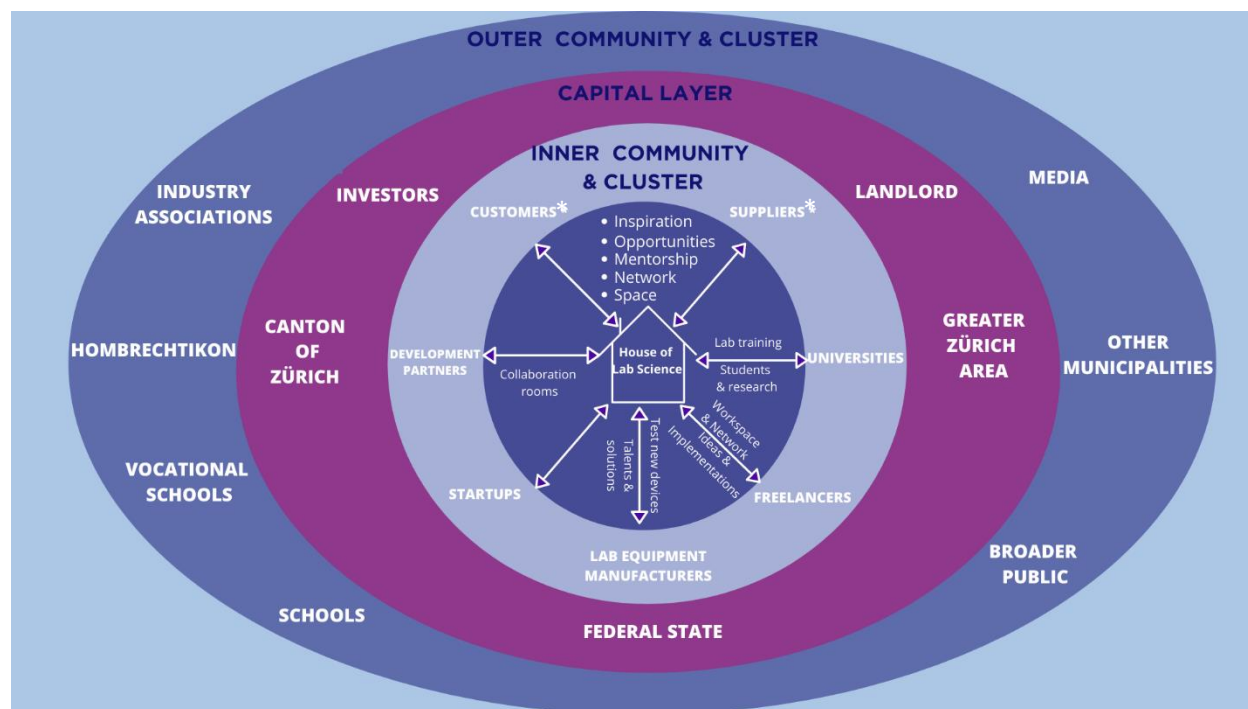 OUTER COMMUNITY & CLUSTER
CAPITAL LAYER
INNER COMMUNITY
& CLUSTER
INDUSTRY
ASSOCIATIONS
INVESTORS
CUSTOMERS*
SUPPLIERS*
LANDLORD
MEDIA
• Inspiration
• Opportunities
• Mentorship
• Network
• Space
HOMBRECHTIKON
CANTON
OF
ZÜRICH
DEVELOPMENT
PARTNERS
Collaboration
rooms
House of
Lab Science
Lab training
Students
& research
UNIVERSITIES
GREATER
ZÜRICH
AREA
OTHER
MUNICIPALITIES
Workspace
& Network
Ideas &
Implementations
Test new devices
Talents &
solutions
VOCATIONAL
SCHOOLS
STARTUPS
FREELANCERS
LAB EQUIPMENT
MANUFACTURERS
BROADER
PUBLIC
SCHOOLS
FEDERAL STATE